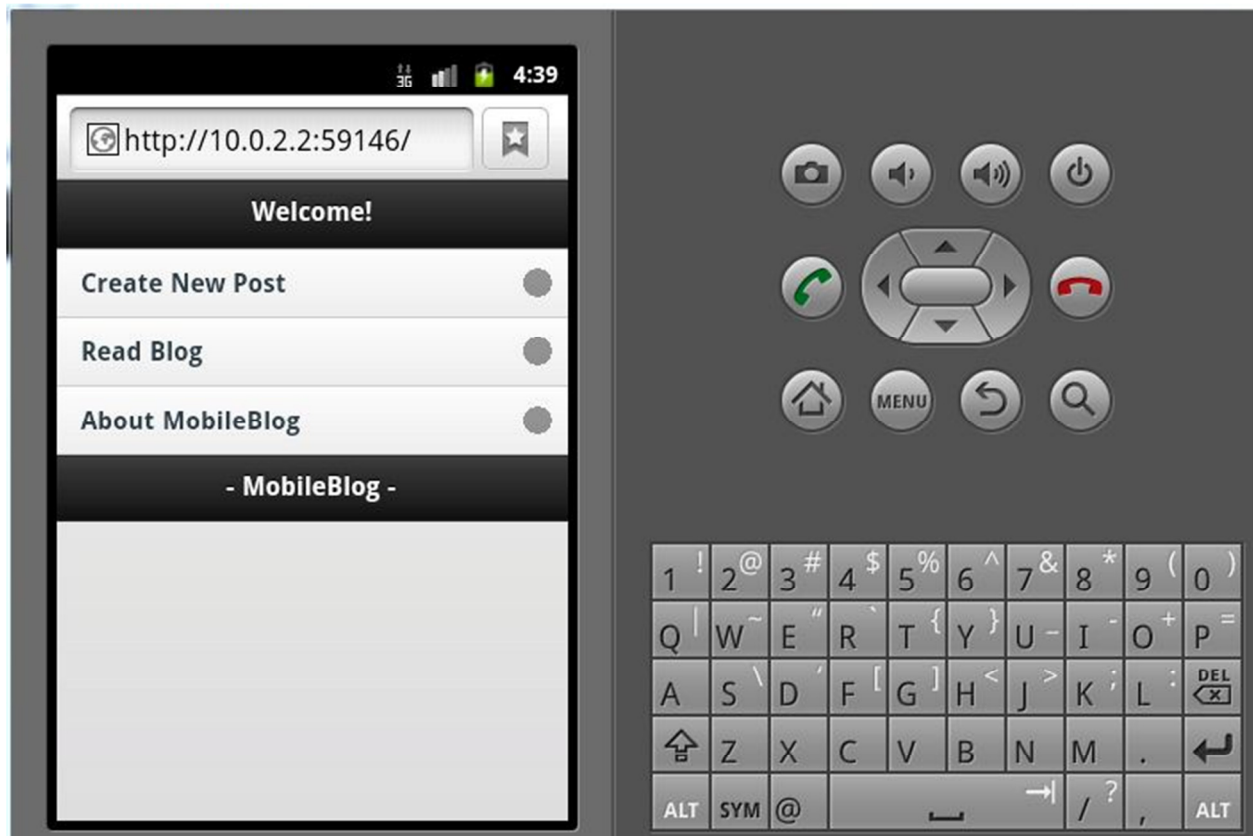 3G 4:39
http://10.0.2.2:59146/
Welcome!
Create New Post
Read Blog
About MobileBlog
- MobileBlog -
MENU
1 ! 2 @ 3 # 4 $ 5 % 6 ^ 7 & 8 * 9 ( 0 )
Q | W ~ E " R ` T { Y } U _ I - O + P =
A S \ D ' F [ G ] H < J > K ; L : DEL
Z X C V B N M .
ALT SYM @ / ? , ALT